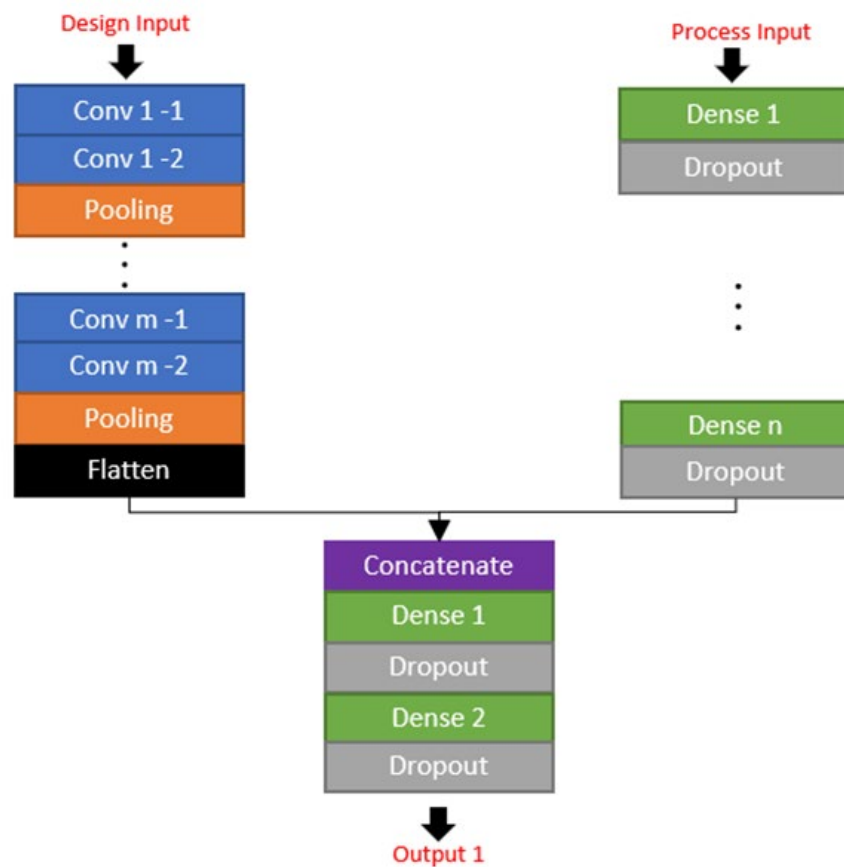 Design Input
Conv 1 -1
Conv 1 -2
Pooling
Conv m -1
Conv m -2
Pooling
Flatten
Process Input
Dense 1
Dropout
Dense n
Dropout
Concatenate
Dense 1
Dropout
Dense 2
Dropout
Output 1